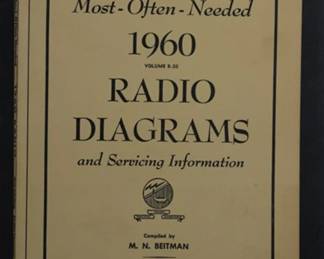 Most-Often-Needed
1960
VOLUME R-20
RADIO
DIAGRAMS
and Servicing Information
Compiled by
M. N. BEITMAN